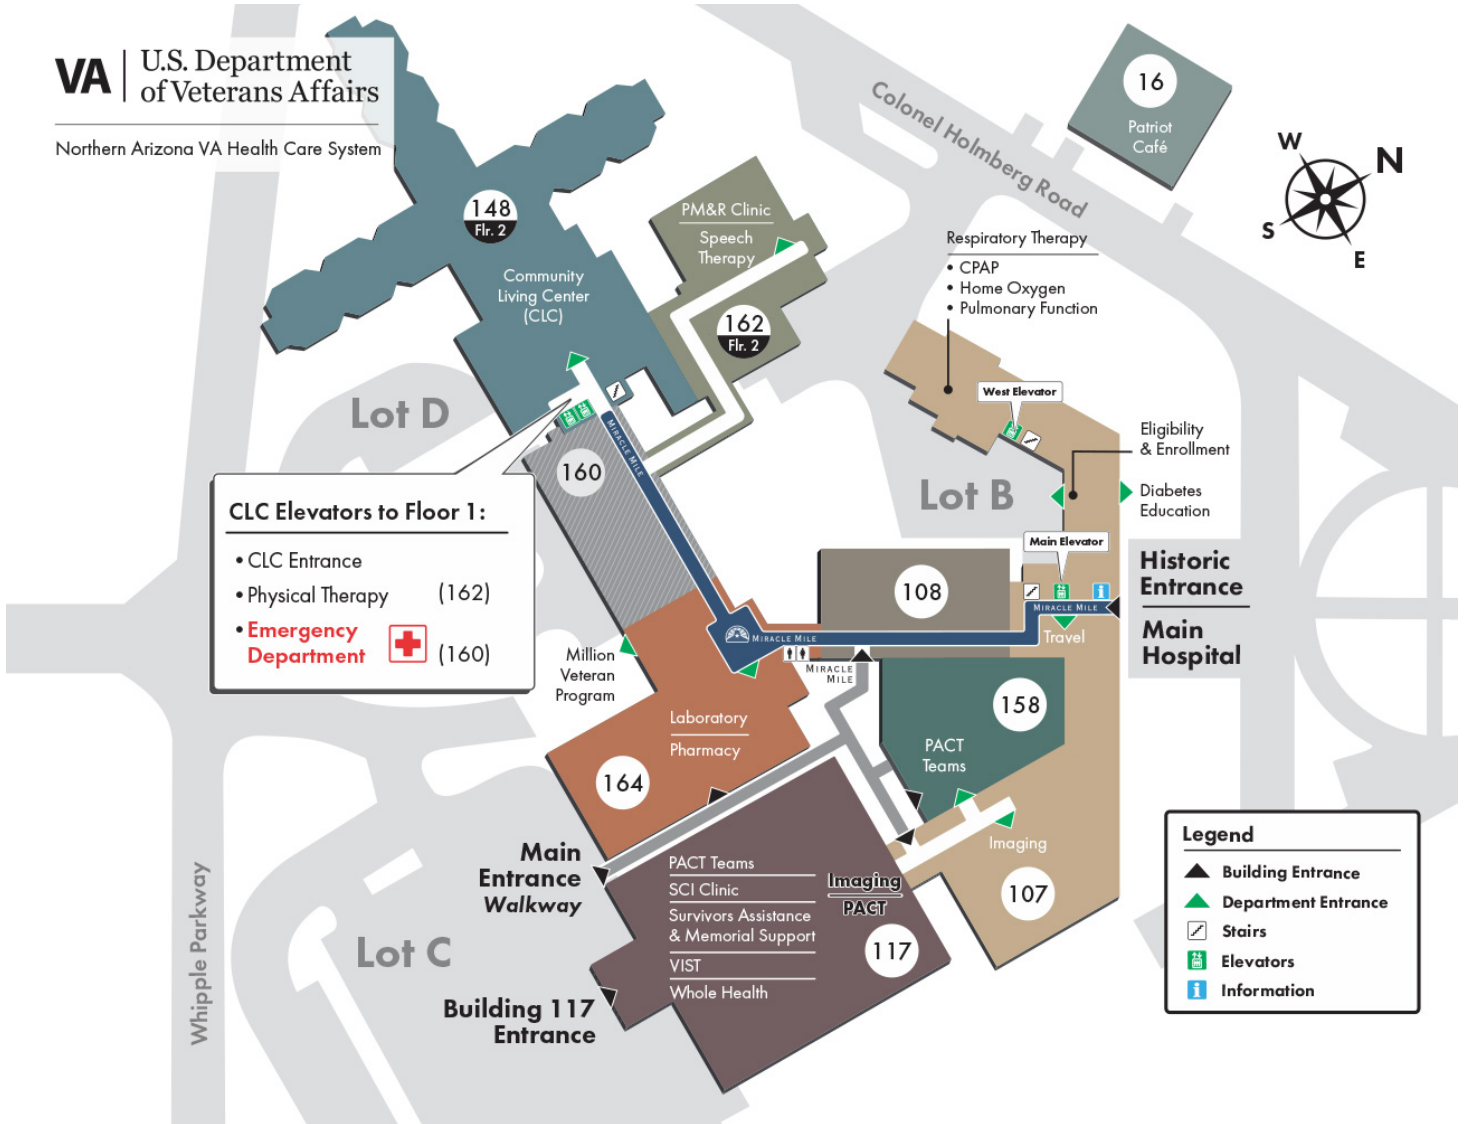 VA
U.S. Department
of Veterans Affairs
Northern Arizona VA Health Care System
16
Patriot
Café
Colonel Holmberg Road
W
N
S
E
148
Flr. 2
Community
Living Center
(CLC)
PM&R Clinic
Speech
Therapy
162
Flr. 2
Respiratory Therapy
• CPAP
• Home Oxygen
• Pulmonary Function
West Elevator
Eligibility
& Enrollment
Diabetes
Education
Lot D
Lot B
160
MIRACLE MILE
CLC Elevators to Floor 1:
• CLC Entrance
• Physical Therapy (162)
• Emergency
Department (160)
Main Elevator
Historic
Entrance
Main
Hospital
108
MIRACLE MILE
Travel
MIRACLE MILE
MIRACLE
MILE
Million
Veteran
Program
158
PACT
Teams
Laboratory
Pharmacy
164
Imaging
107
Main
Entrance
Walkway
PACT Teams
SCI Clinic
Survivors Assistance
& Memorial Support
VIST
Whole Health
Imaging
PACT
117
Lot C
Building 117
Entrance
Whipple Parkway
Legend
Building Entrance
Department Entrance
Stairs
Elevators
i Information